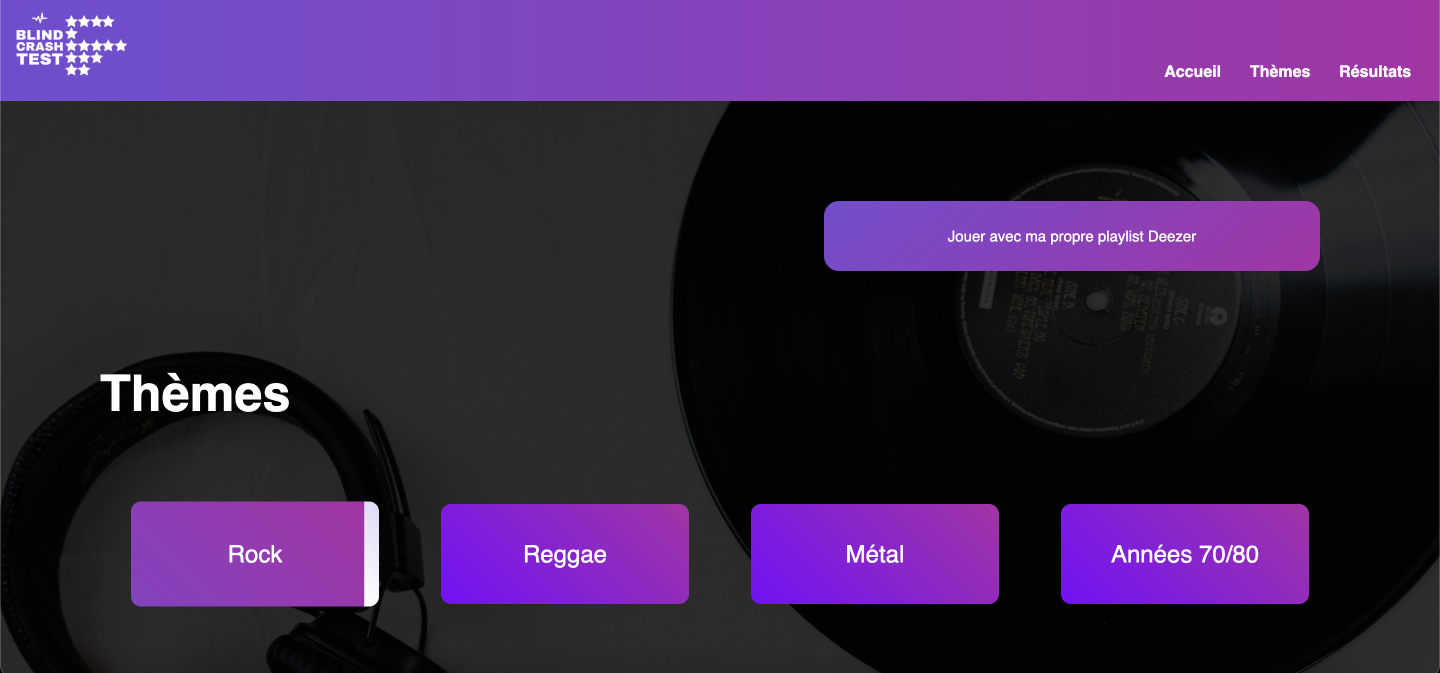 BLIND
CRASH
TEST
Accueil Thèmes Résultats
Jouer avec ma propre playlist Deezer
Thèmes
Rock Reggae Métal Années 70/80